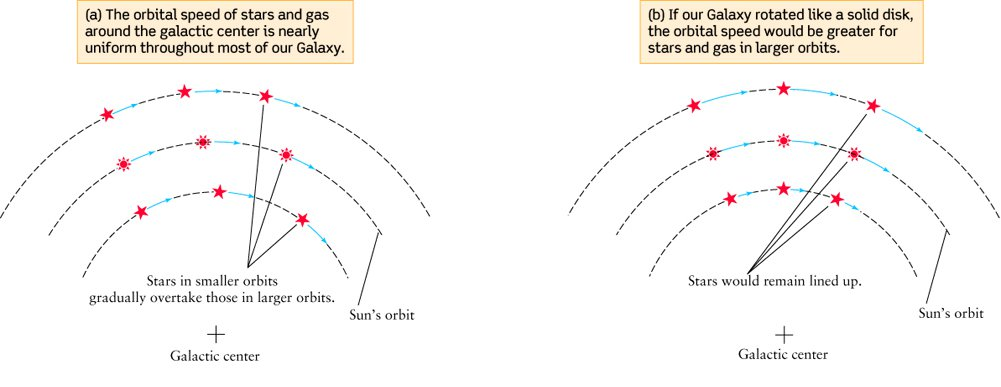 (a) The orbital speed of stars and gas
around the galactic center is nearly
uniform throughout most of our Galaxy.
Stars in smaller orbits
gradually overtake those in larger orbits.
Sun's orbit
Galactic center
(b) If our Galaxy rotated like a solid disk,
the orbital speed would be greater for
stars and gas in larger orbits.
Stars would remain lined up.
Sun's orbit
Galactic center